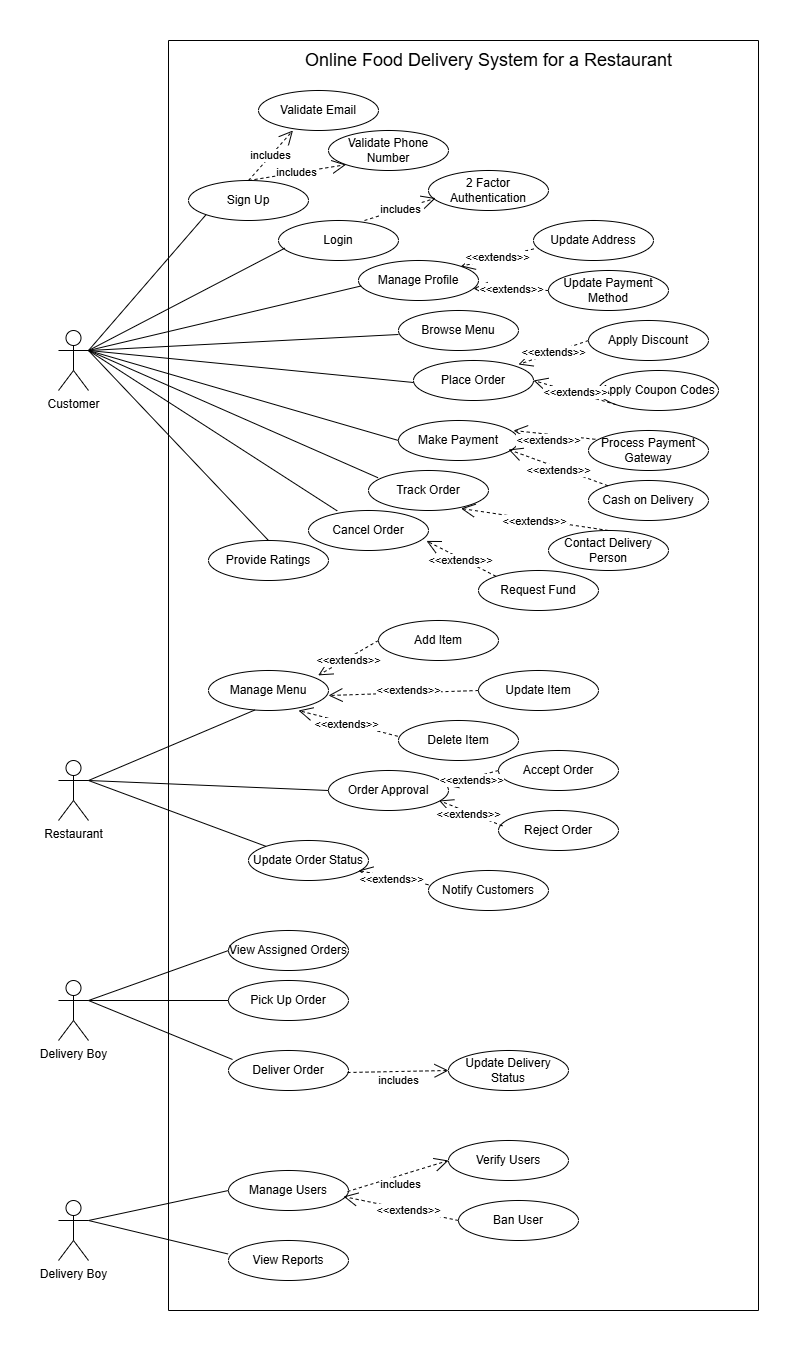 Online Food Delivery System for a Restaurant
Validate Email
Validate Phone
Number
includes
includes
2 Factor
Authentication
Sign Up
includes
Login
Update Address
<<extends>>
Manage Profile
Update Payment
Method
<<extends>>
Browse Menu
Apply Discount
<<extends>>
Place Order
<<extends>>
pply Coupon Codes
Customer
Make Payment
<<extends>>
Process Payment
Gateway
<<extends>>
Track Order
Cash on Delivery
<<extends>>
Cancel Order
Contact Delivery
Person
Provide Ratings
<<extends>>
Request Fund
Add Item
<<extends>>
Manage Menu
<<extends>>
Update Item
<<extends>>
Delete Item
Accept Order
<<extends>>
Order Approval
<<extends>>
Reject Order
Restaurant
Update Order Status
<<extends>>
Notify Customers
View Assigned Orders
Pick Up Order
Delivery Boy
Deliver Order
includes
Update Delivery
Status
Verify Users
includes
Manage Users
<<extends>>
Ban User
View Reports
Delivery Boy